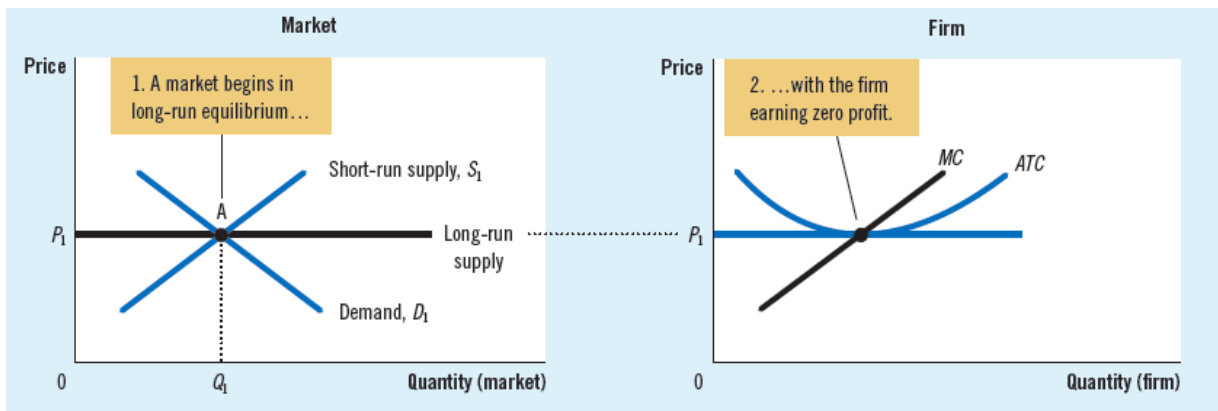 Market
Price
1. A market begins in
long-run equilibrium…
Short-run supply, S₁
A
P₁
Long-run
supply
Demand, D₁
0
Q₁
Quantity (market)
Firm
Price
2. …with the firm
earning zero profit.
MC
ATC
P₁
0
Quantity (firm)